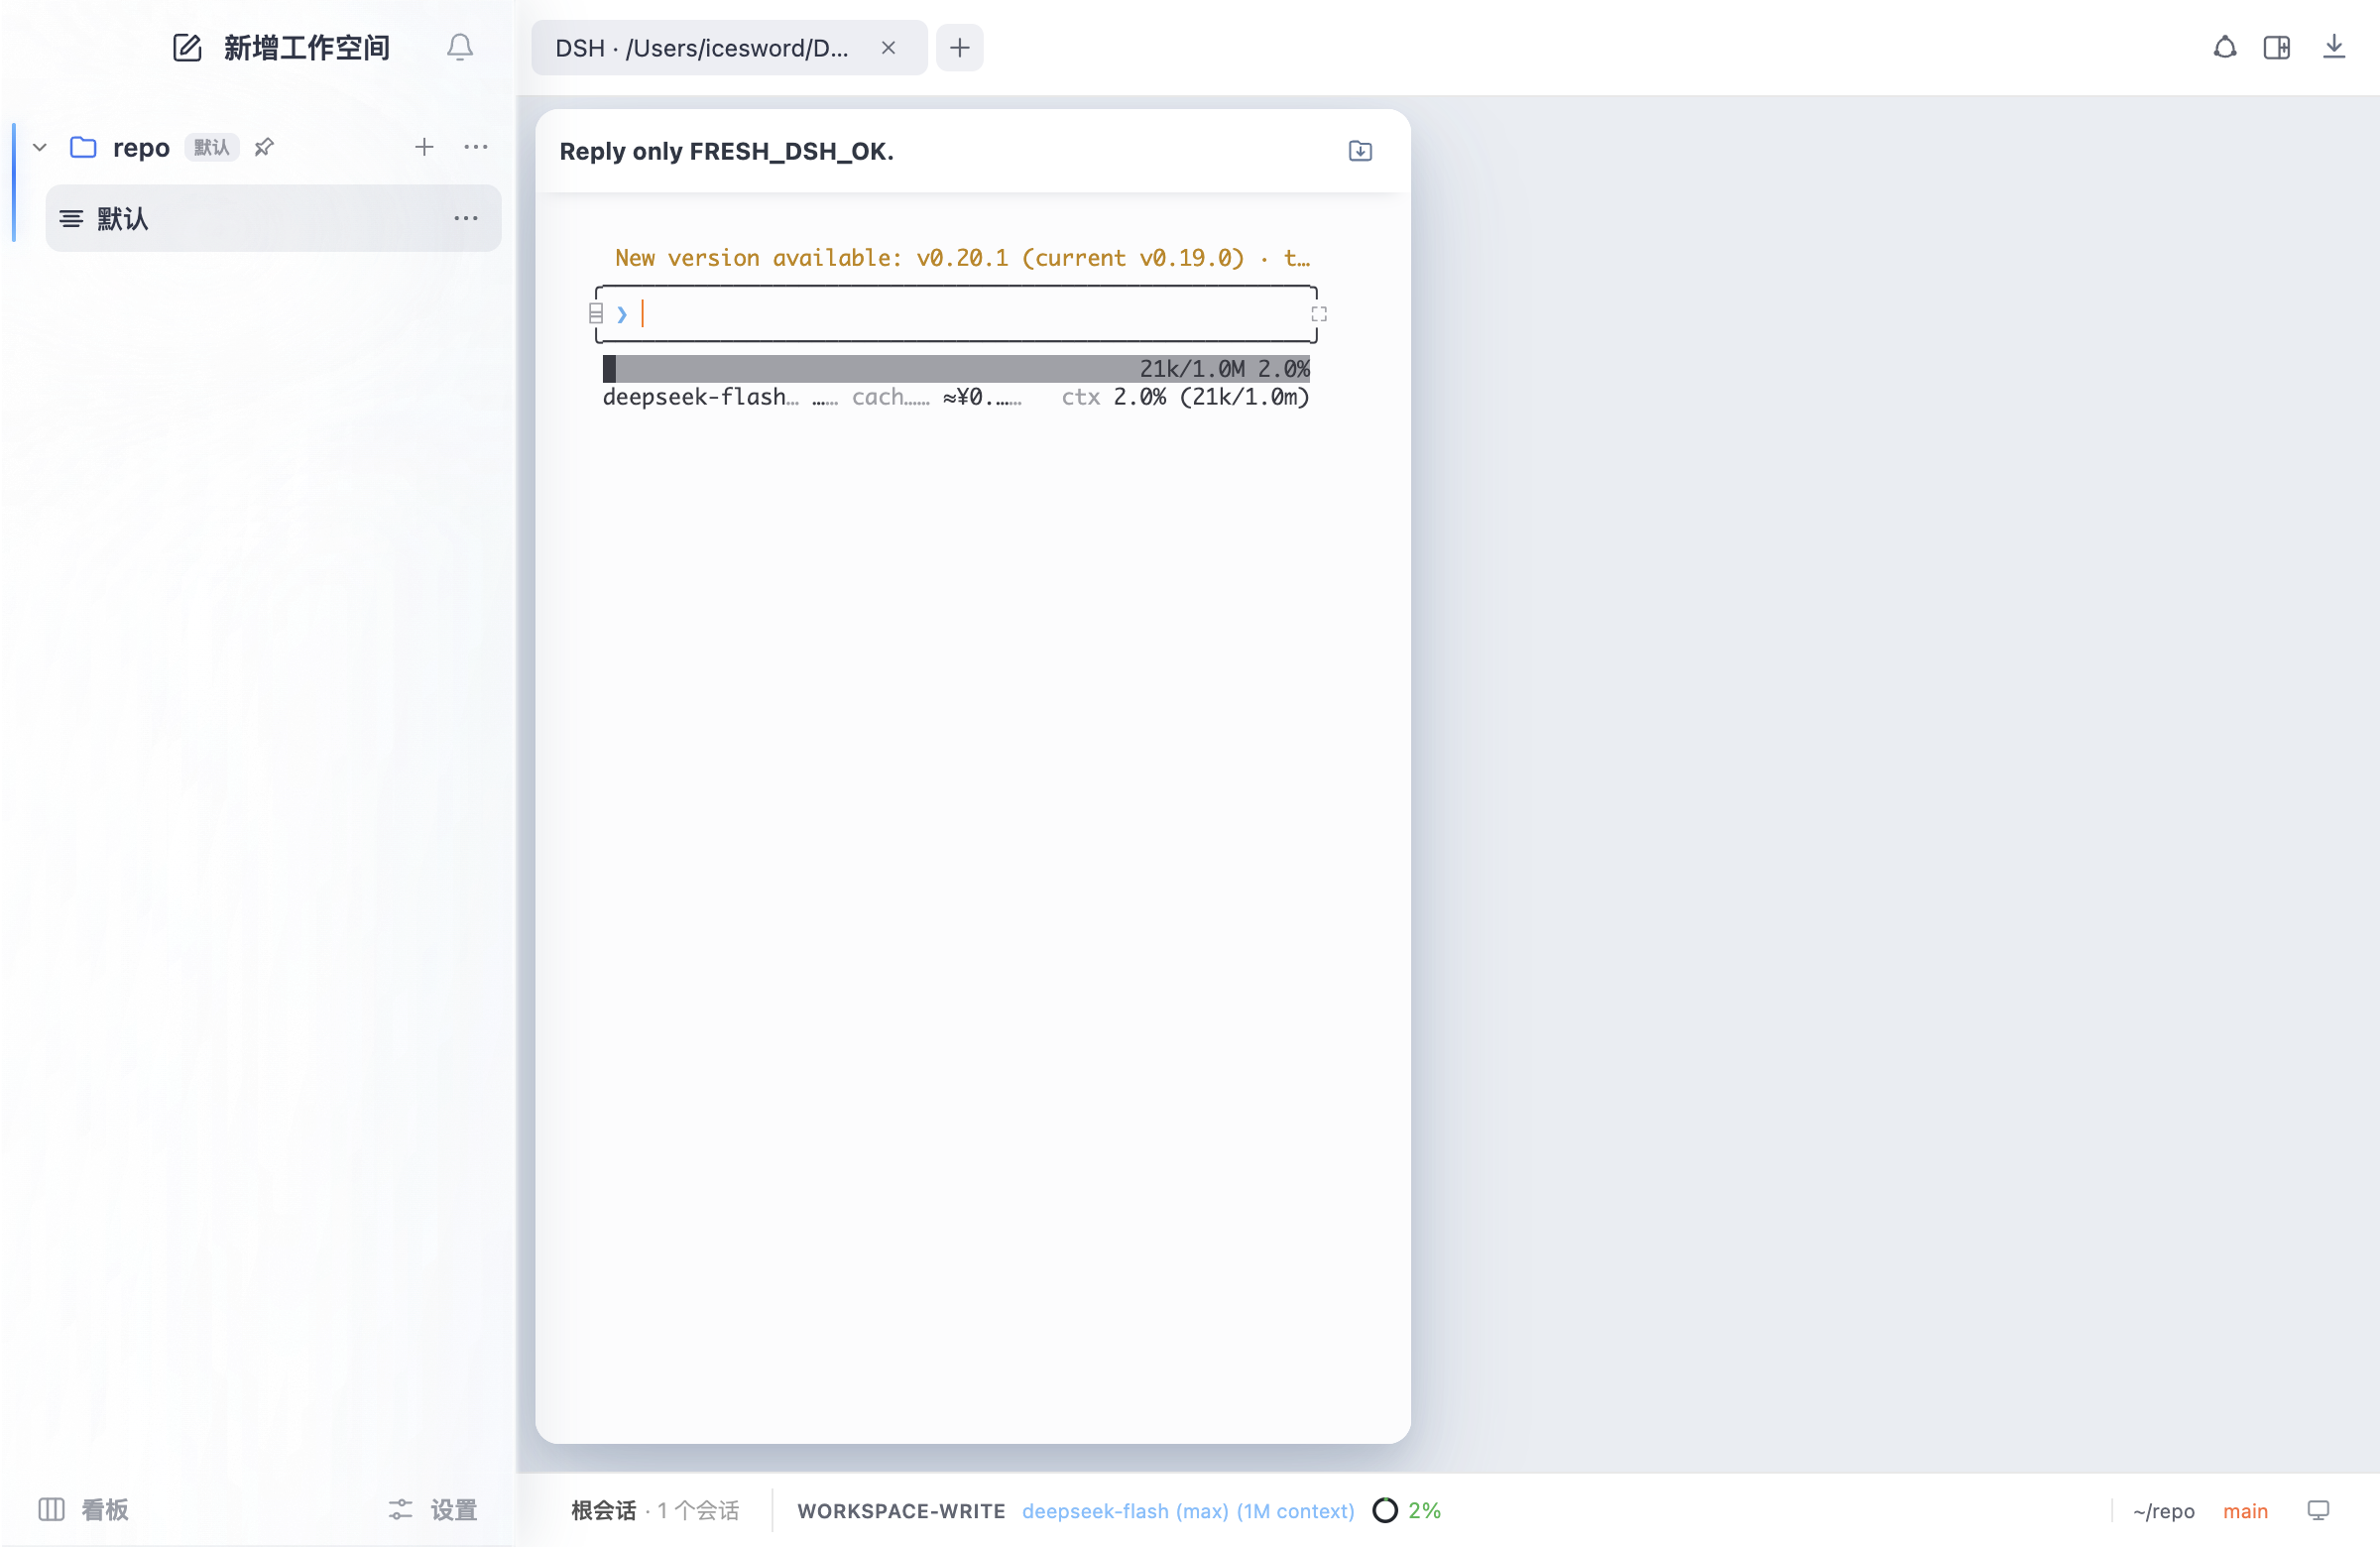 新增工作空间
DSH · /Users/icesword/D...
repo 默认
默认
Reply only FRESH_DSH_OK.
New version available: v0.20.1 (current v0.19.0) · t…
❯
21k/1.0M 2.0%
deepseek-flash… …… cach…… ≈¥0.…… ctx 2.0% (21k/1.0m)
看板
设置
根会话 · 1 个会话
WORKSPACE-WRITE deepseek-flash (max) (1M context) 2%
~/repo main